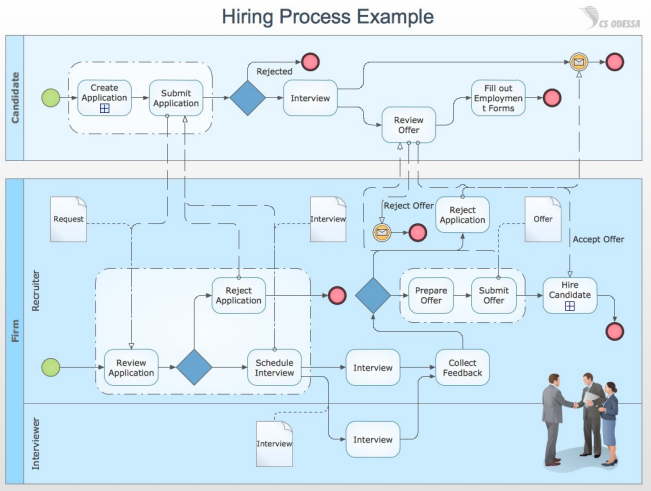 Hiring Process Example
CS ODESSA
Candidate
Create
Application
Submit
Application
Rejected
Interview
Review
Offer
Fill out
Employmen
t Forms
Firm
Recruiter
Request
Interview
Reject Offer
Reject
Application
Offer
Accept Offer
Reject
Application
Prepare
Offer
Submit
Offer
Hire
Candidate
Review
Application
Schedule
Interview
Interview
Collect
Feedback
Interviewer
Interview
Interview